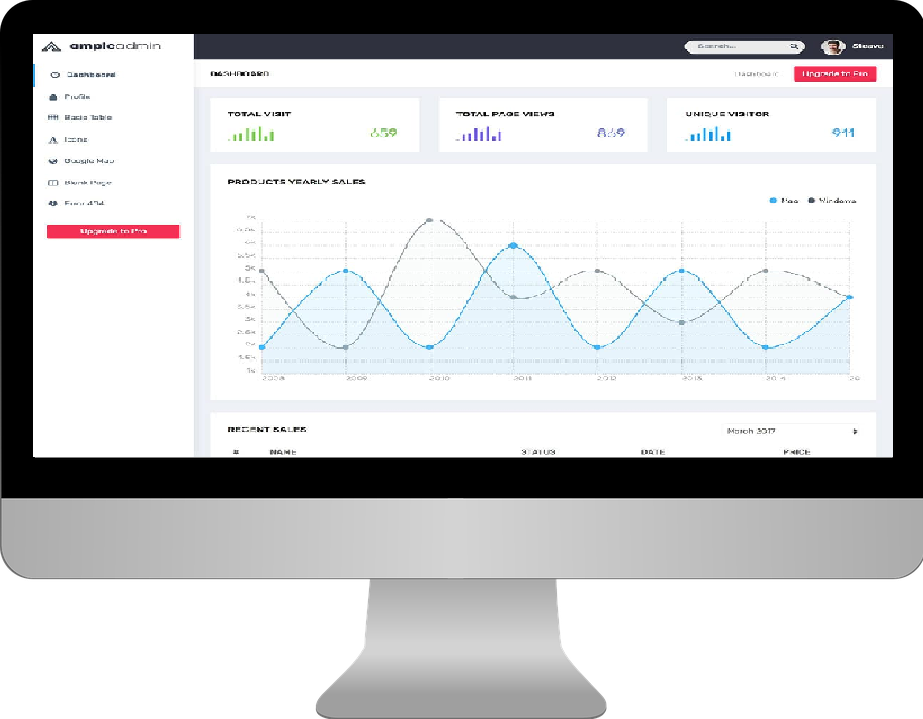 ampleadmin
Search...
Steave
Dashboard
DASHBOARD
Dashboard
Upgrade to Pro
Profile
Basic Table
Icons
Google Map
Blank Page
Error 404
Upgrade to Pro
TOTAL VISIT
659
TOTAL PAGE VIEWS
869
UNIQUE VISITOR
911
PRODUCTS YEARLY SALES
Mac
Windows
2008
2009
2010
2011
2012
2013
2014
20
RECENT SALES
March 2017
#
NAME
STATUS
DATE
PRICE